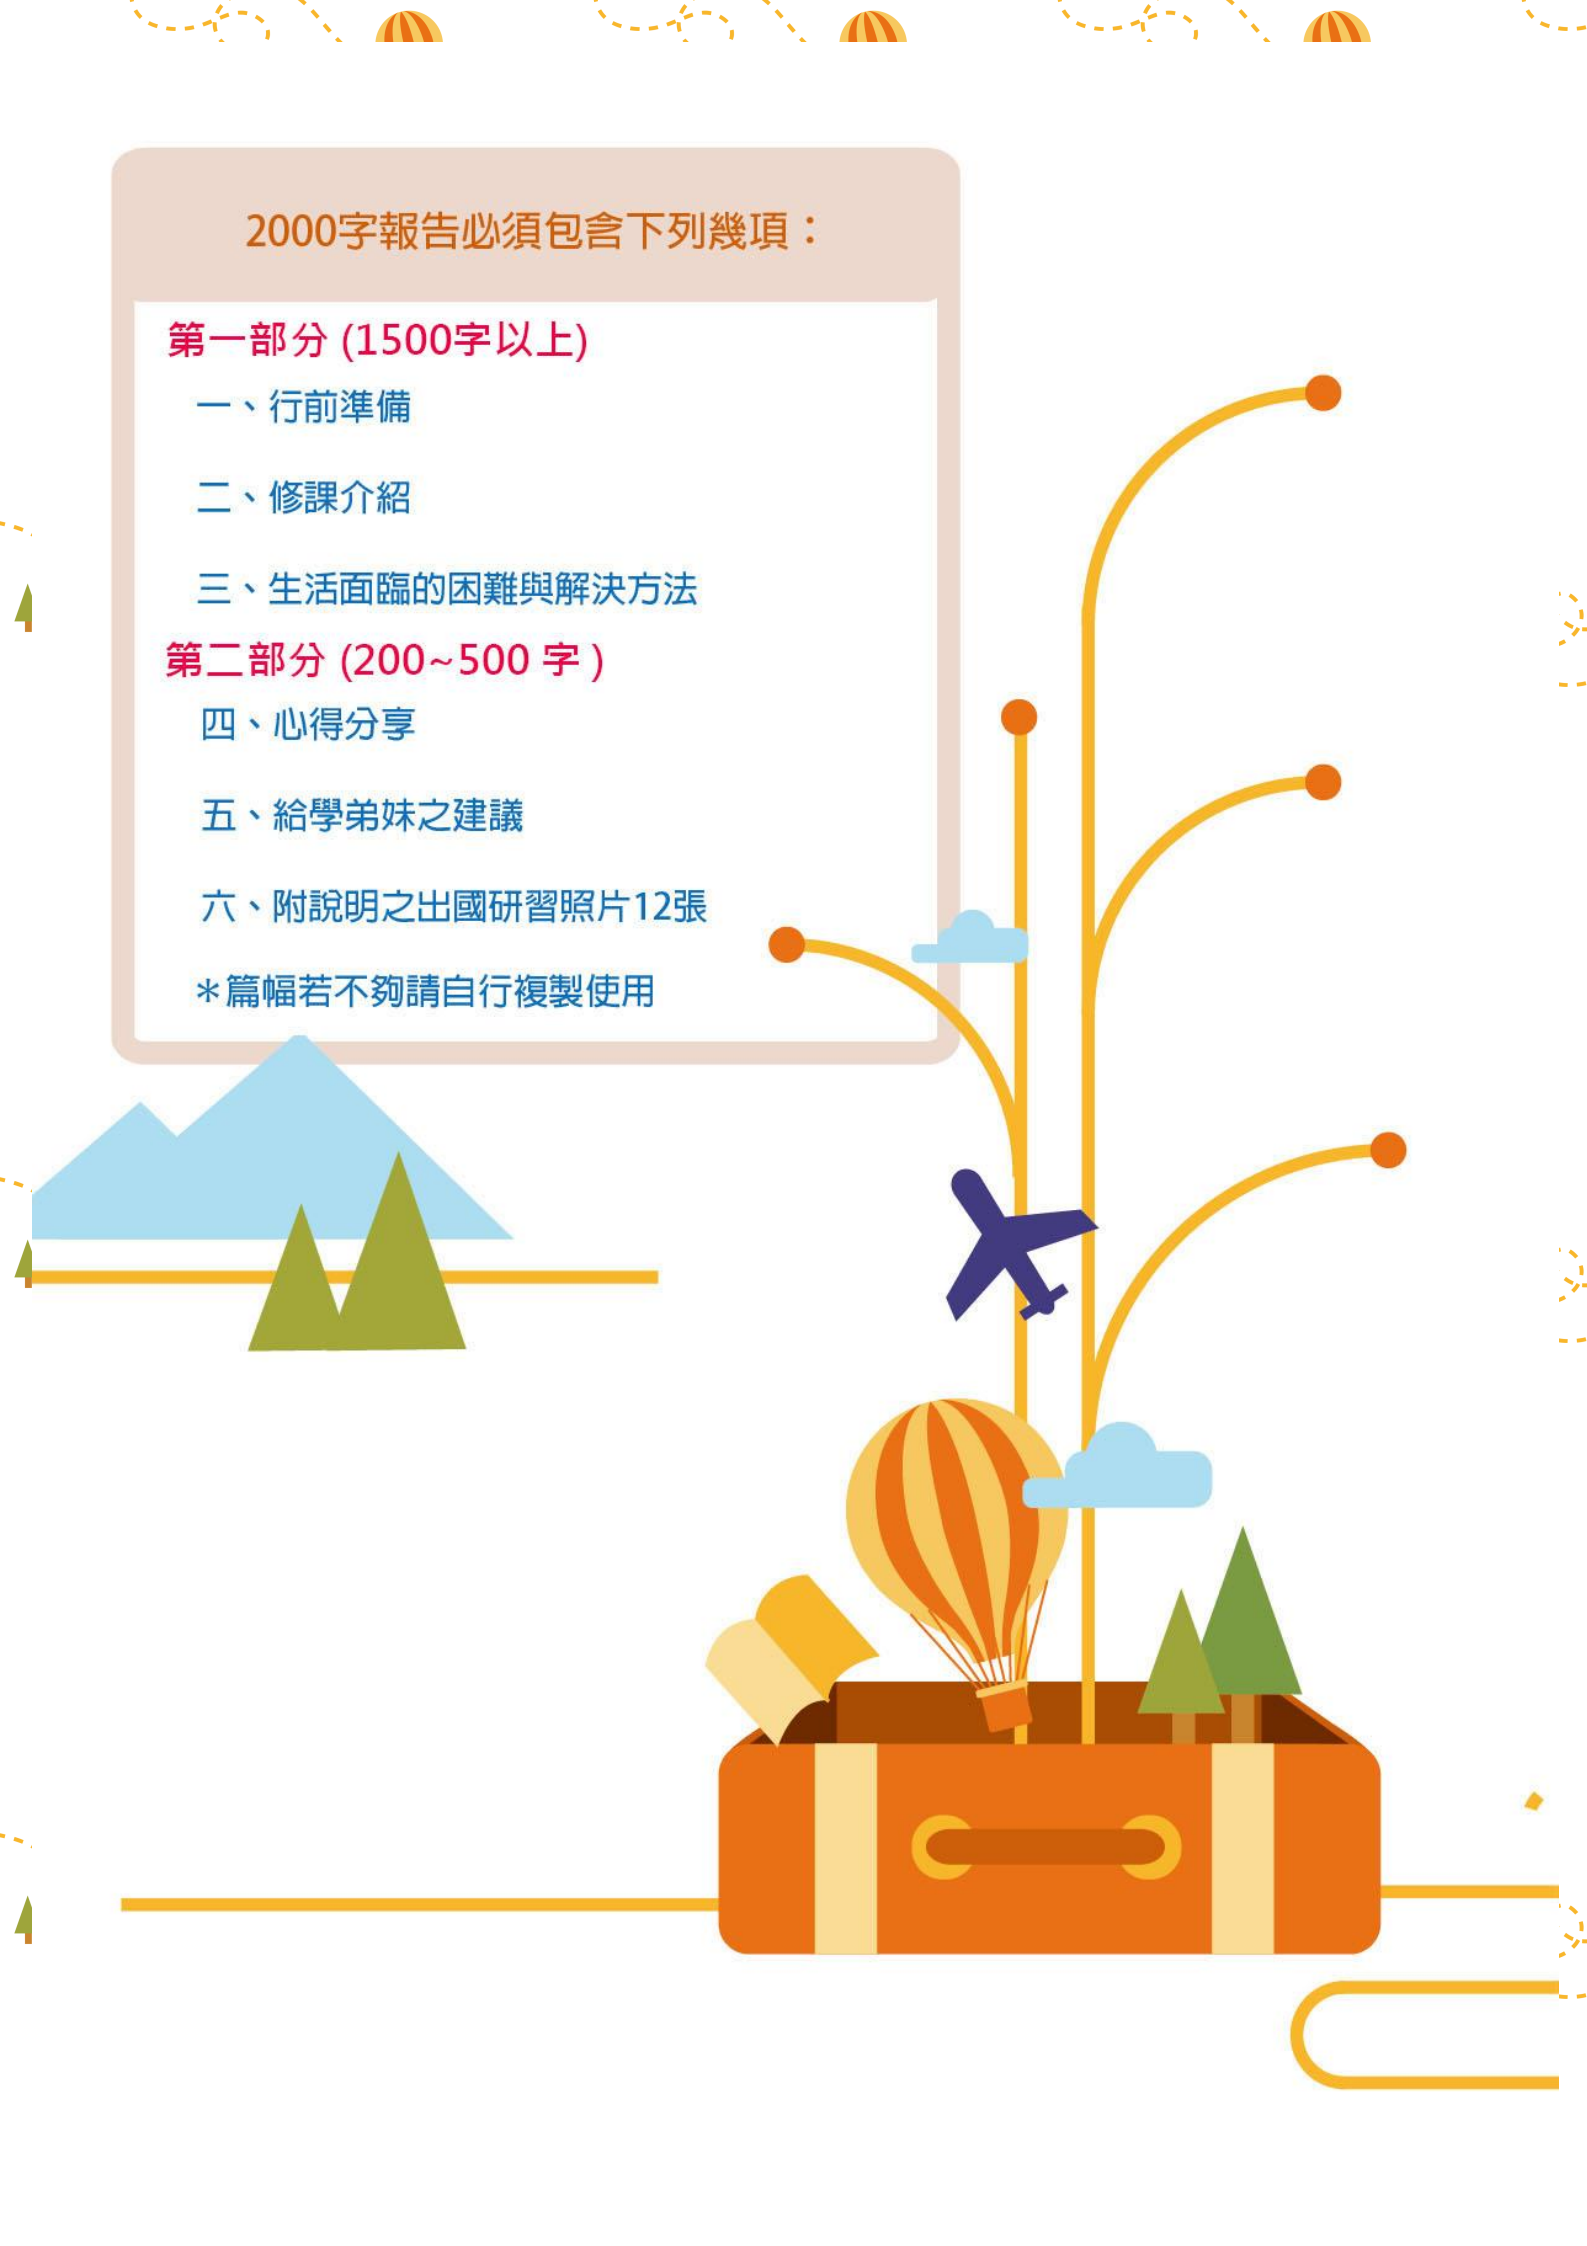 2000字報告必須包含下列幾項：
第一部分 (1500字以上)
一、行前準備
二、修課介紹
三、生活面臨的困難與解決方法
第二部分 (200~500 字 )
四、心得分享
五、給學弟妹之建議
六、附說明之出國研習照片12張
＊篇幅若不夠請自行複製使用